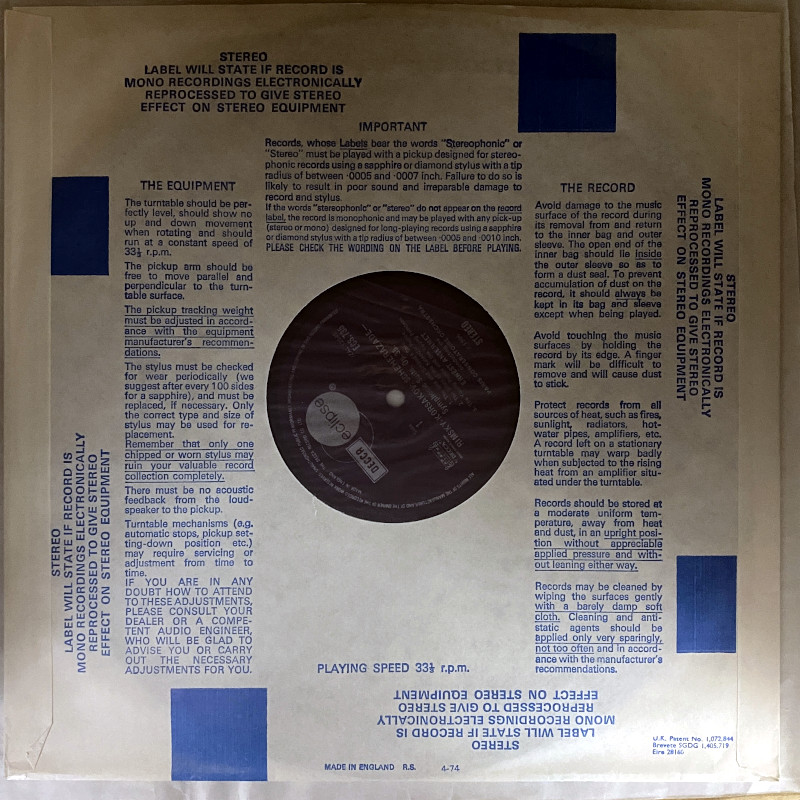 STEREO
LABEL WILL STATE IF RECORD IS
MONO RECORDINGS ELECTRONICALLY
REPROCESSED TO GIVE STEREO
EFFECT ON STEREO EQUIPMENT
IMPORTANT
Records, whose Labels bear the words "Stereophonic" or
"Stereo" must be played with a pickup designed for stereo-
phonic records using a sapphire or diamond stylus with a tip
radius of between ·0005 and ·0007 inch. Failure to do so is
likely to result in poor sound and irreparable damage to
record and stylus.
If the words "stereophonic" or "stereo" do not appear on the record
label, the record is monophonic and may be played with any pick-up
(stereo or mono) designed for long-playing records using a sapphire
or diamond stylus with a tip radius of between ·0005 and ·0010 inch.
PLEASE CHECK THE WORDING ON THE LABEL BEFORE PLAYING.
THE EQUIPMENT
The turntable should be per-
fectly level, should show no
up and down movement
when rotating and should
run at a constant speed of
33⅓ r.p.m.
The pickup arm should be
free to move parallel and
perpendicular to the turn-
table surface.
The pickup tracking weight
must be adjusted in accord-
ance with the equipment
manufacturer's recommen-
dations.
The stylus must be checked
for wear periodically (we
suggest after every 100 sides
for a sapphire), and must be
replaced, if necessary. Only
the correct type and size of
stylus may be used for re-
placement.
Remember that only one
chipped or worn stylus may
ruin your valuable record
collection completely.
There must be no acoustic
feedback from the loud-
speaker to the pickup.
Turntable mechanisms (e.g.
automatic stops, pickup set-
ting-down position etc.)
may require servicing or
adjustment from time to
time.
IF YOU ARE IN ANY
DOUBT HOW TO ATTEND
TO THESE ADJUSTMENTS,
PLEASE CONSULT YOUR
DEALER OR A COMPE-
TENT AUDIO ENGINEER,
WHO WILL BE GLAD TO
ADVISE YOU OR CARRY
OUT THE NECESSARY
ADJUSTMENTS FOR YOU.
THE RECORD
Avoid damage to the music
surface of the record during
its removal from and return
to the inner bag and outer
sleeve. The open end of the
inner bag should lie inside
the outer sleeve so as to
form a dust seal. To prevent
accumulation of dust on the
record, it should always be
kept in its bag and sleeve
except when being played.
Avoid touching the music
surfaces by holding the
record by its edge. A finger
mark will be difficult to
remove and will cause dust
to stick.
Protect records from all
sources of heat, such as fires,
sunlight, radiators, hot-
water pipes, amplifiers, etc.
A record left on a stationary
turntable may warp badly
when subjected to the rising
heat from an amplifier situ-
ated under the turntable.
Records should be stored at
a moderate uniform tem-
perature, away from heat
and dust, in an upright posi-
tion without appreciable
applied pressure and with-
out leaning either way.
Records may be cleaned by
wiping the surfaces gently
with a barely damp soft
cloth. Cleaning and anti-
static agents should be
applied only very sparingly,
not too often and in accord-
ance with the manufacturer's
recommendations.
STEREO
LABEL WILL STATE IF RECORD IS
MONO RECORDINGS ELECTRONICALLY
REPROCESSED TO GIVE STEREO
EFFECT ON STEREO EQUIPMENT
STEREO
LABEL WILL STATE IF RECORD IS
MONO RECORDINGS ELECTRONICALLY
REPROCESSED TO GIVE STEREO
EFFECT ON STEREO EQUIPMENT
DECCA
eclipse
STEREO
PLAYING SPEED 33⅓ r.p.m.
STEREO
LABEL WILL STATE IF RECORD IS
MONO RECORDINGS ELECTRONICALLY
REPROCESSED TO GIVE STEREO
EFFECT ON STEREO EQUIPMENT
U.K. Patent No. 1,072,844
Brevete SGDG 1,405,719
Eire 28166
MADE IN ENGLAND R.S. 4-74